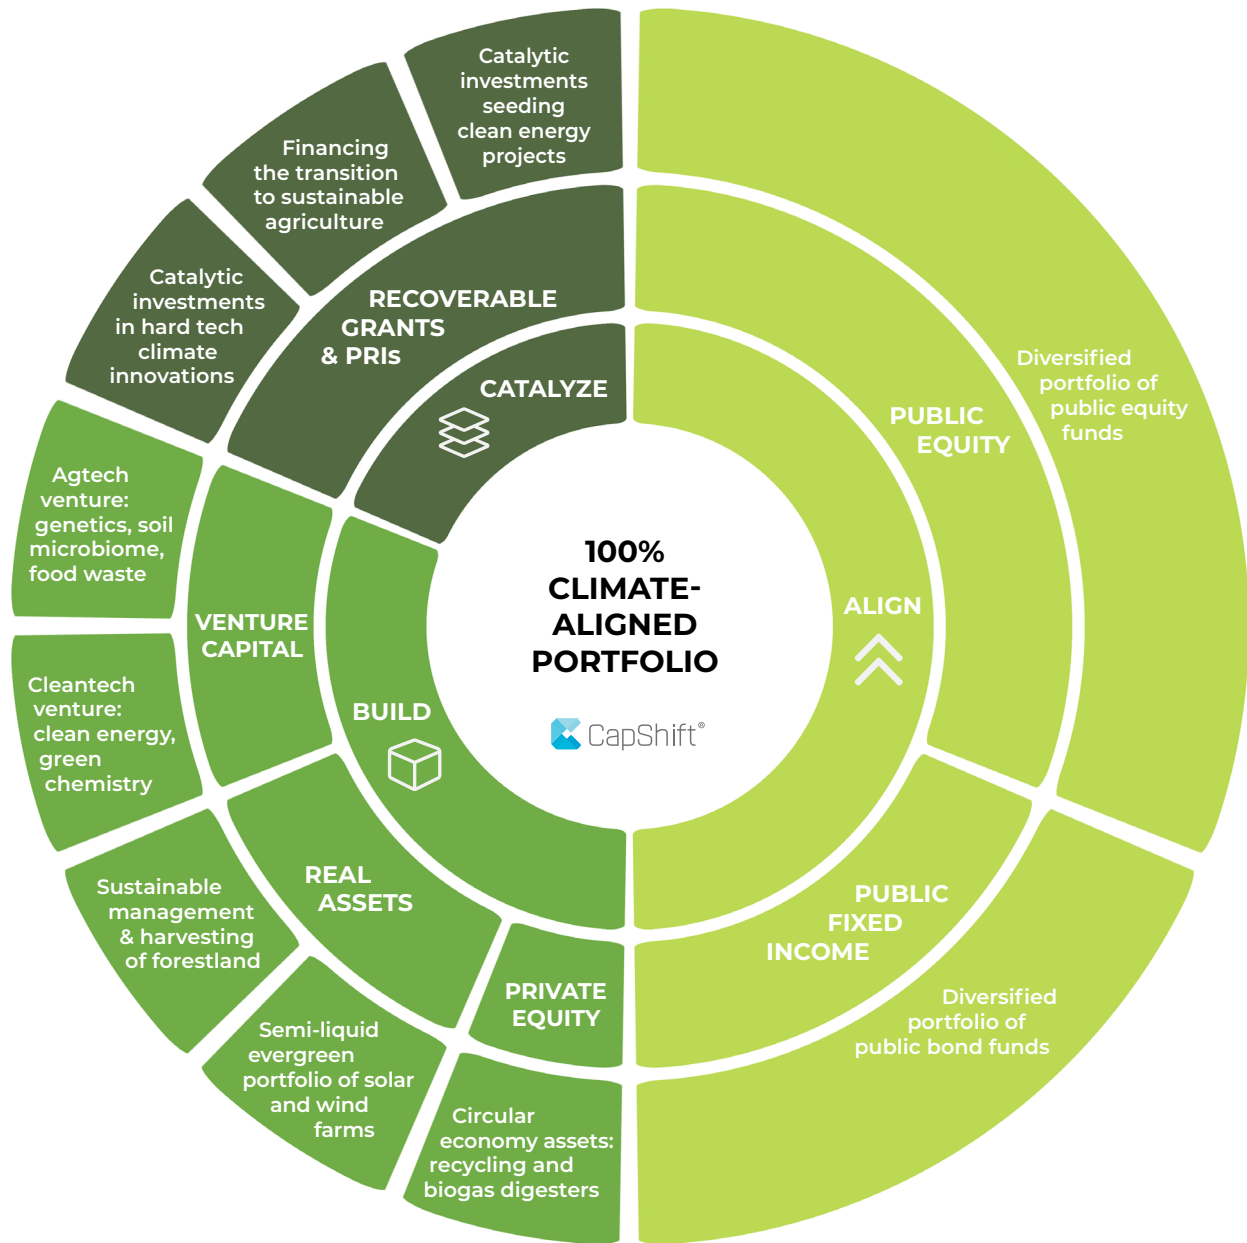 100%
CLIMATE-
ALIGNED
PORTFOLIO
CapShift®
CATALYZE
RECOVERABLE
GRANTS
& PRIs
Catalytic
investments
seeding
clean energy
projects
Financing
the transition
to sustainable
agriculture
Catalytic
investments
in hard tech
climate
innovations
BUILD
VENTURE
CAPITAL
Agtech
venture:
genetics, soil
microbiome,
food waste
Cleantech
venture:
clean energy,
green
chemistry
REAL
ASSETS
Sustainable
management
& harvesting
of forestland
Semi-liquid
evergreen
portfolio of solar
and wind
farms
PRIVATE
EQUITY
Circular
economy assets:
recycling and
biogas digesters
ALIGN
PUBLIC
EQUITY
Diversified
portfolio of
public equity
funds
PUBLIC
FIXED
INCOME
Diversified
portfolio of
public bond funds